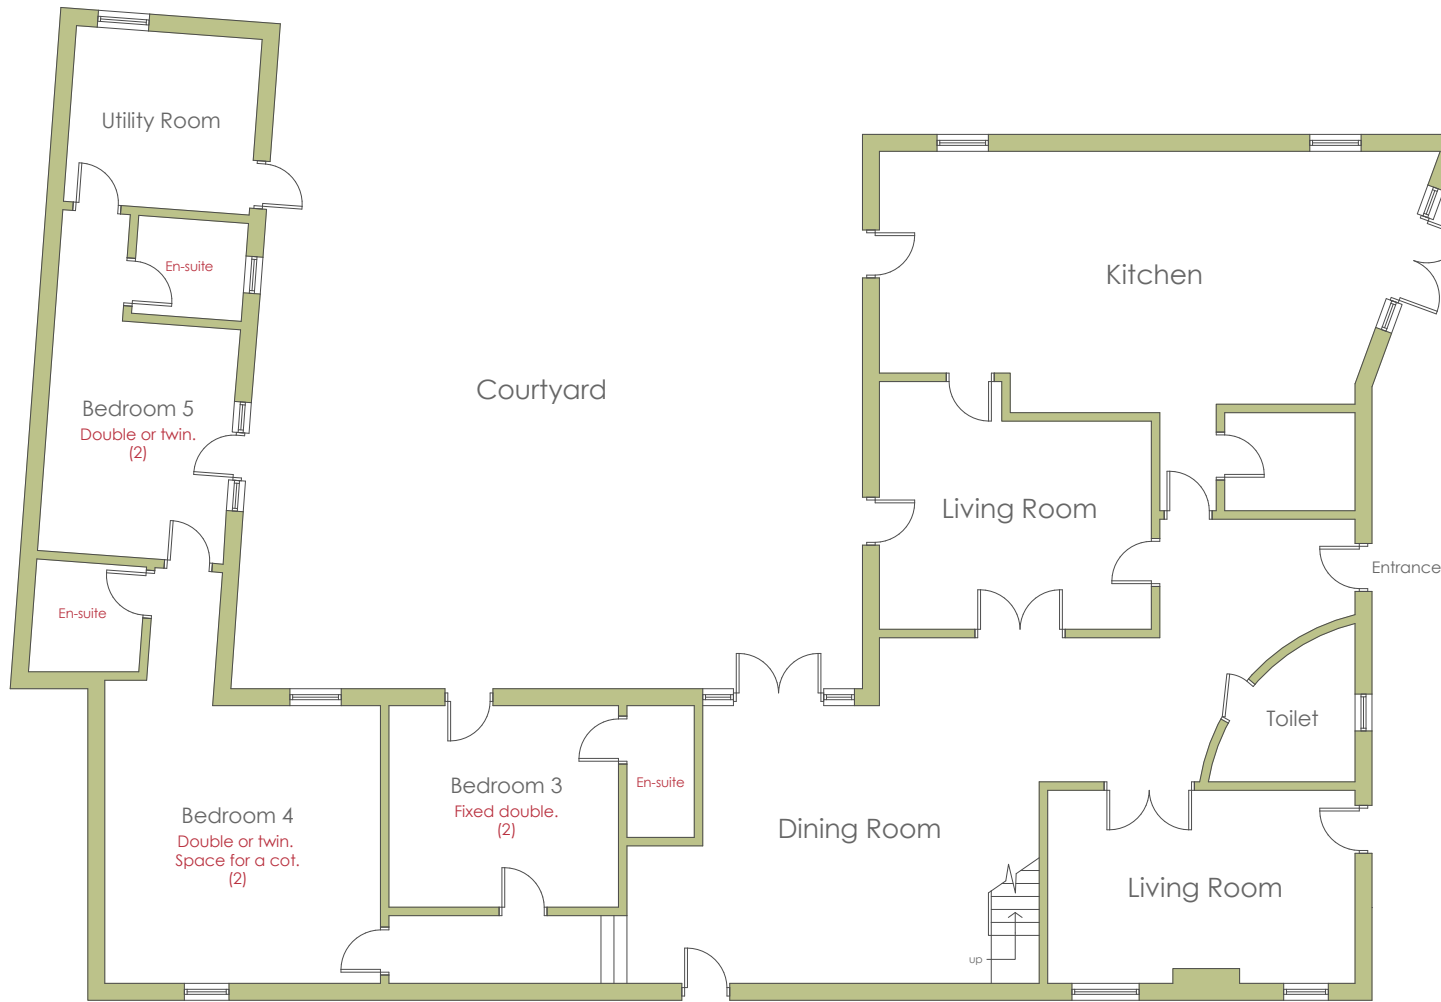 Utility Room
En-suite
Kitchen
Courtyard
Bedroom 5
Double or twin.
(2)
Living Room
Entrance
En-suite
Toilet
Bedroom 3
Fixed double.
(2)
En-suite
Bedroom 4
Double or twin.
Space for a cot.
(2)
Dining Room
Living Room
up